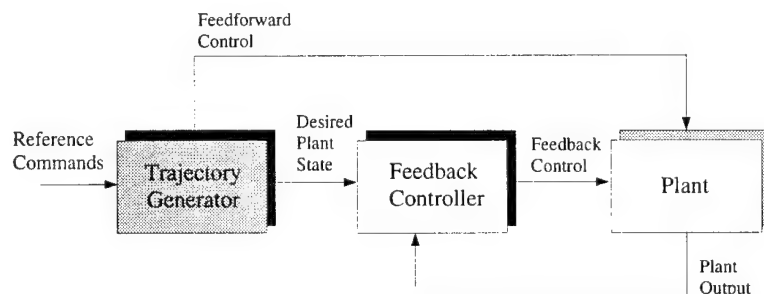 Feedforward
Control
Reference
Commands
Trajectory
Generator
Desired
Plant
State
Feedback
Controller
Feedback
Control
Plant
Plant
Output